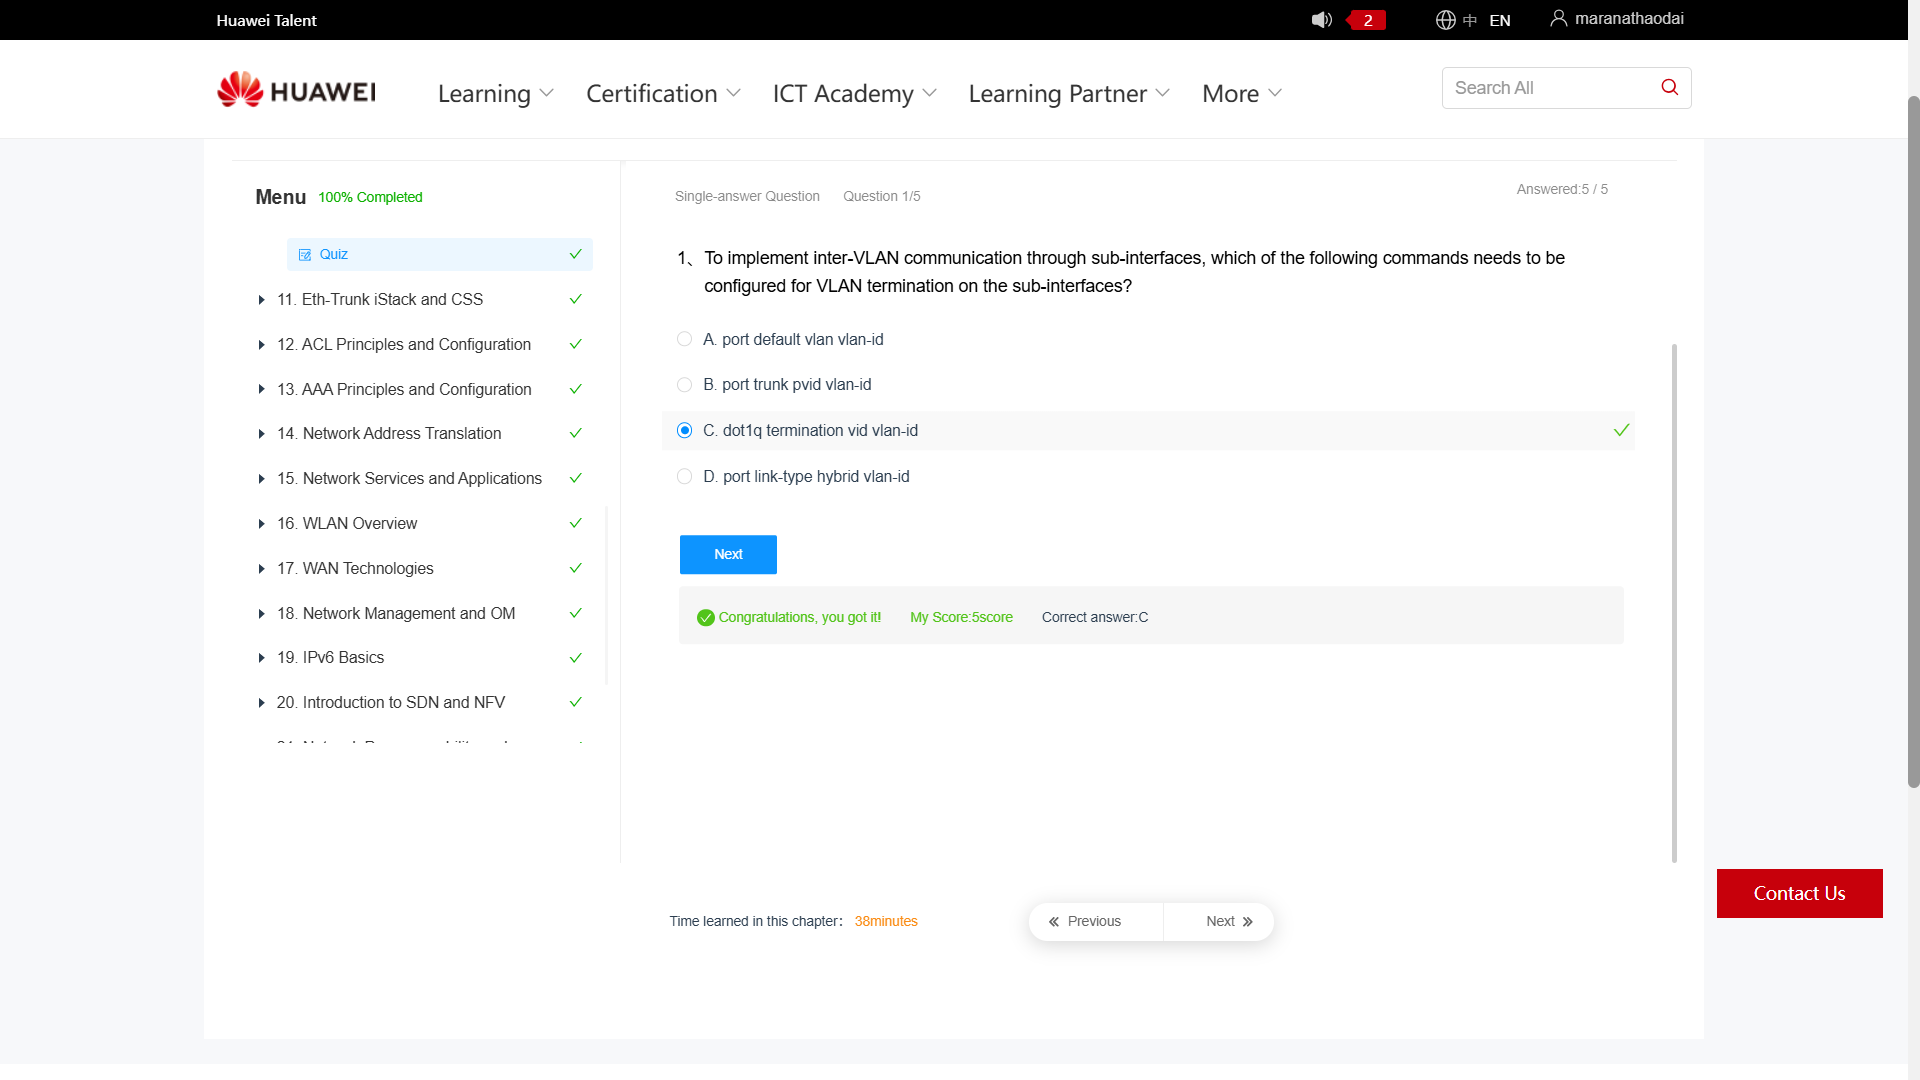 Huawei Talent
2
中 EN
maranathaodai
HUAWEI
Learning
Certification
ICT Academy
Learning Partner
More
Search All
Menu 100% Completed
Quiz
11. Eth-Trunk iStack and CSS
12. ACL Principles and Configuration
13. AAA Principles and Configuration
14. Network Address Translation
15. Network Services and Applications
16. WLAN Overview
17. WAN Technologies
18. Network Management and OM
19. IPv6 Basics
20. Introduction to SDN and NFV
Single-answer Question Question 1/5
Answered:5 / 5
1、 To implement inter-VLAN communication through sub-interfaces, which of the following commands needs to be
configured for VLAN termination on the sub-interfaces?
A. port default vlan vlan-id
B. port trunk pvid vlan-id
C. dot1q termination vid vlan-id
D. port link-type hybrid vlan-id
Next
Congratulations, you got it! My Score:5score Correct answer:C
Time learned in this chapter: 38minutes
« Previous
Next »
Contact Us